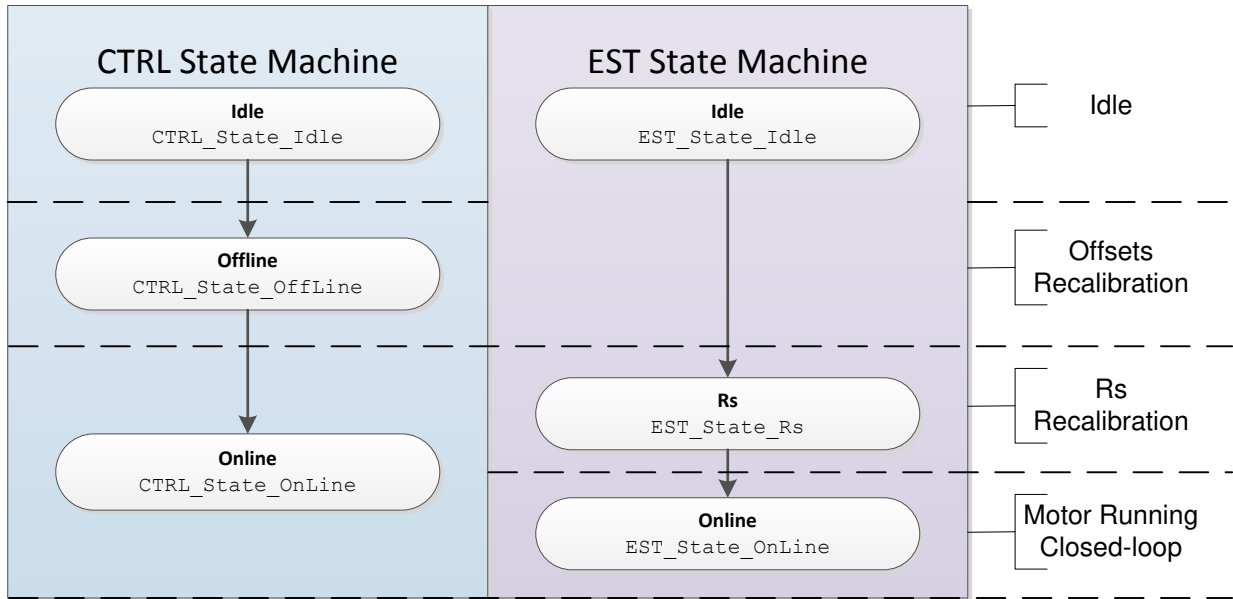 CTRL State Machine
EST State Machine
Idle
CTRL_State_Idle
Idle
EST_State_Idle
Idle
Offline
CTRL_State_OffLine
Offsets
Recalibration
Rs
EST_State_Rs
Rs
Recalibration
Online
CTRL_State_OnLine
Online
EST_State_OnLine
Motor Running
Closed-loop